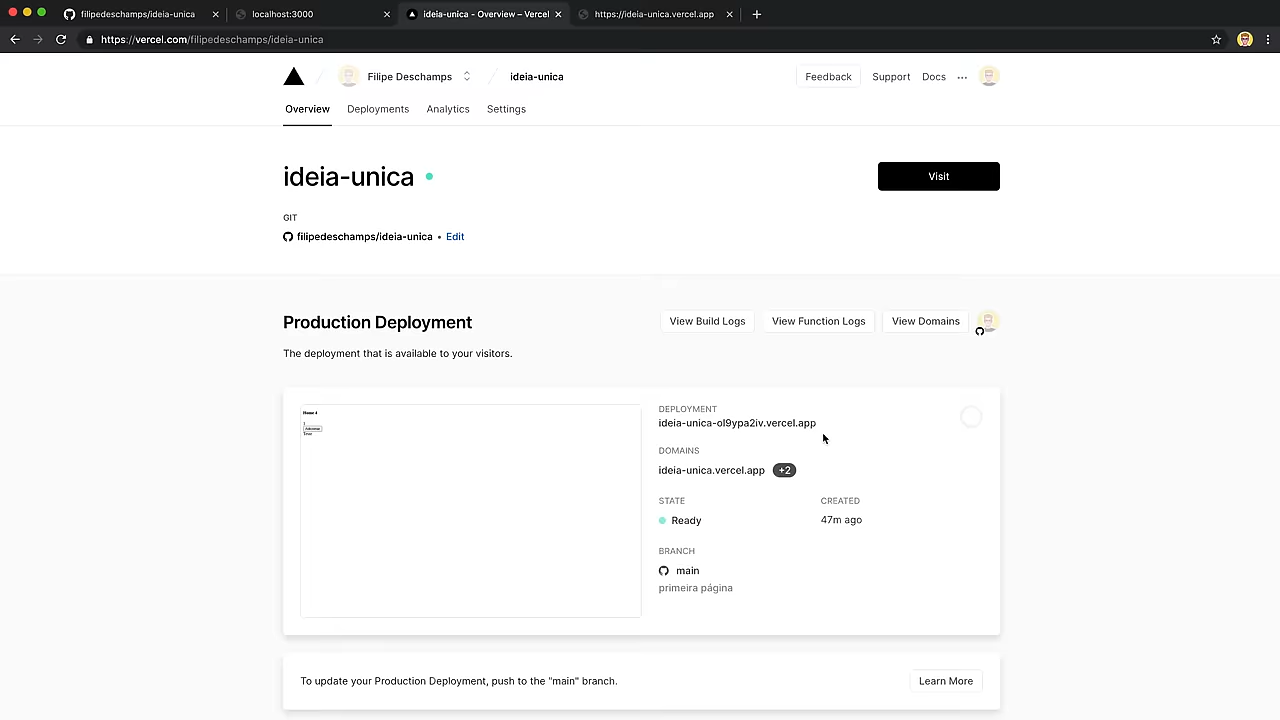 filipedeschamps/ideia-unica
localhost:3000
ideia-unica - Overview – Vercel
https://ideia-unica.vercel.app
https://vercel.com/filipedeschamps/ideia-unica
Filipe Deschamps
ideia-unica
Feedback
Support
Docs
Overview
Deployments
Analytics
Settings
ideia-unica
Visit
GIT
filipedeschamps/ideia-unica • Edit
Production Deployment
View Build Logs
View Function Logs
View Domains
The deployment that is available to your visitors.
Home 4
Adicionar
DEPLOYMENT
ideia-unica-ol9ypa2iv.vercel.app
DOMAINS
ideia-unica.vercel.app +2
STATE
CREATED
Ready
47m ago
BRANCH
main
primeira página
To update your Production Deployment, push to the "main" branch.
Learn More